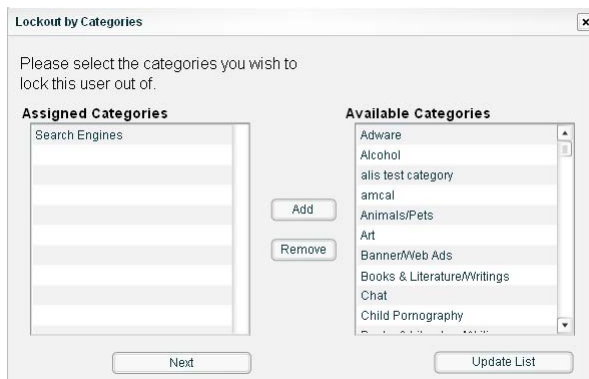 Lockout by Categories
Please select the categories you wish to
lock this user out of.
Assigned Categories
Search Engines
Add
Remove
Available Categories
Adware
Alcohol
alis test category
amcal
Animals/Pets
Art
Banner/Web Ads
Books & Literature/Writings
Chat
Child Pornography
Next
Update List